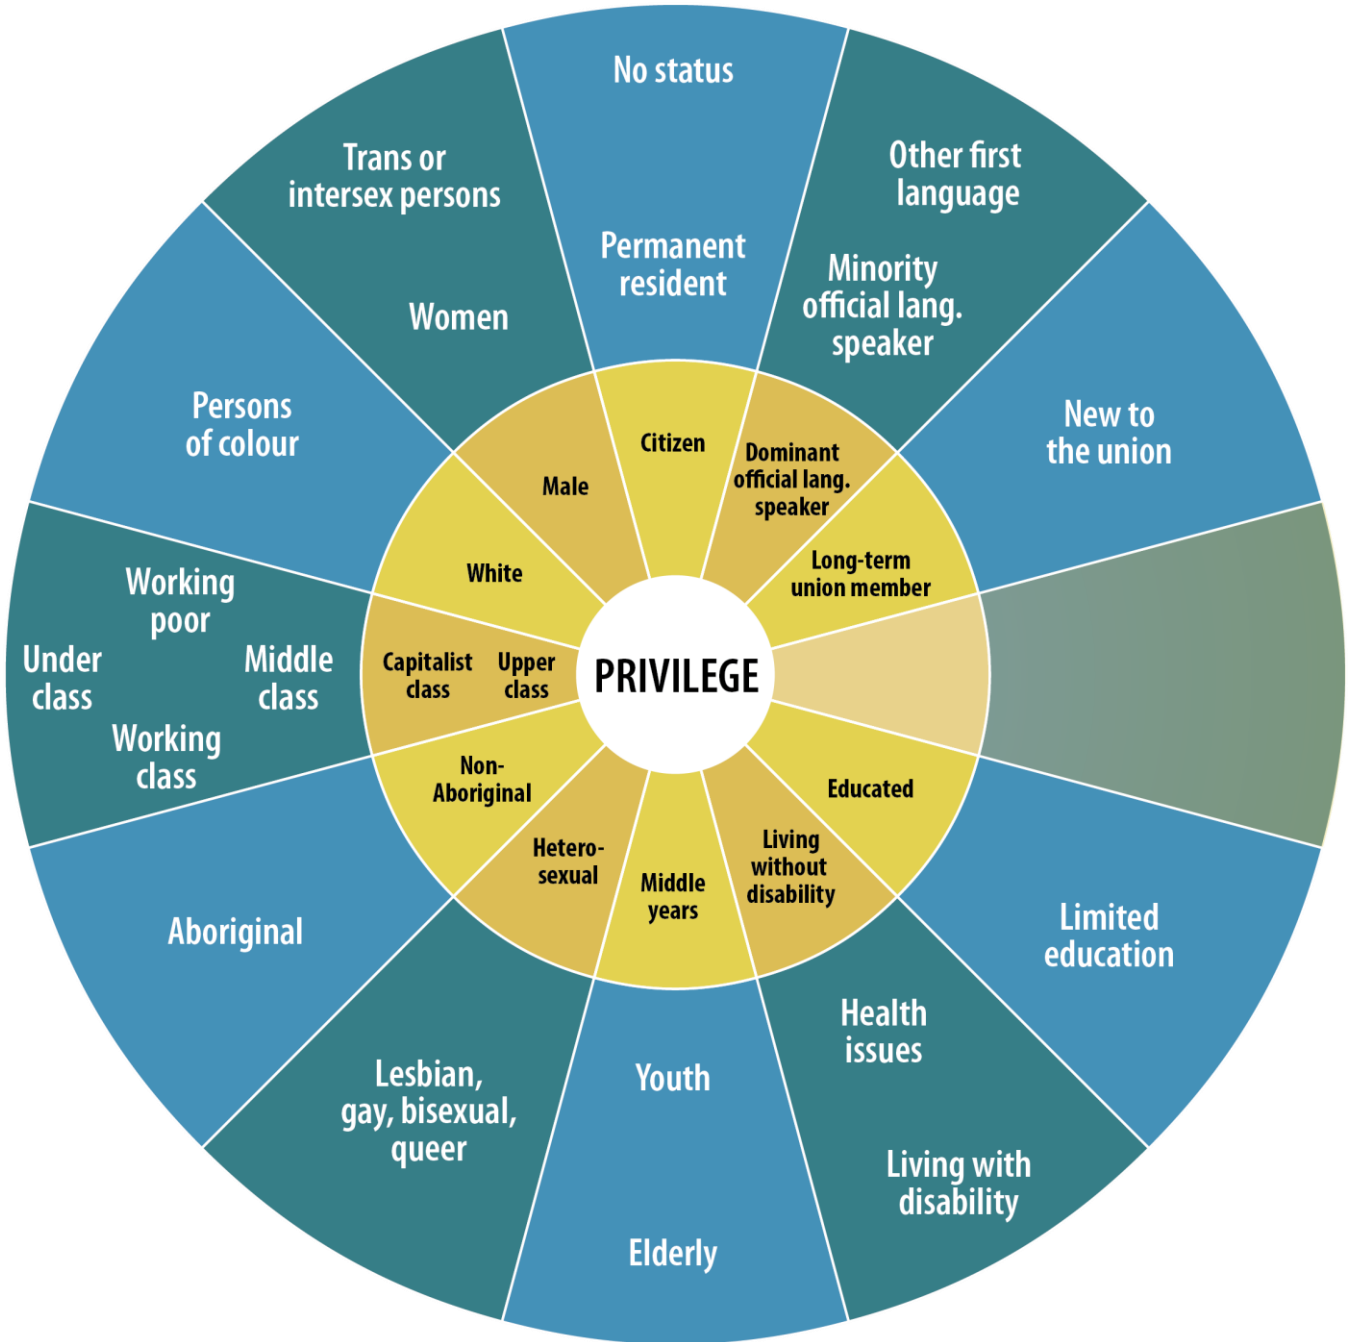 No status
Permanent
resident
Citizen
Other first
language
Minority
official lang.
speaker
Dominant
official lang.
speaker
New to
the union
Long-term
union member
PRIVILEGE
Limited
education
Educated
Health
issues
Living with
disability
Living
without
disability
Youth
Elderly
Middle
years
Lesbian,
gay, bisexual,
queer
Hetero-
sexual
Aboriginal
Non-
Aboriginal
Working
poor
Under
class
Middle
class
Working
class
Capitalist
class
Upper
class
Persons
of colour
White
Trans or
intersex persons
Women
Male